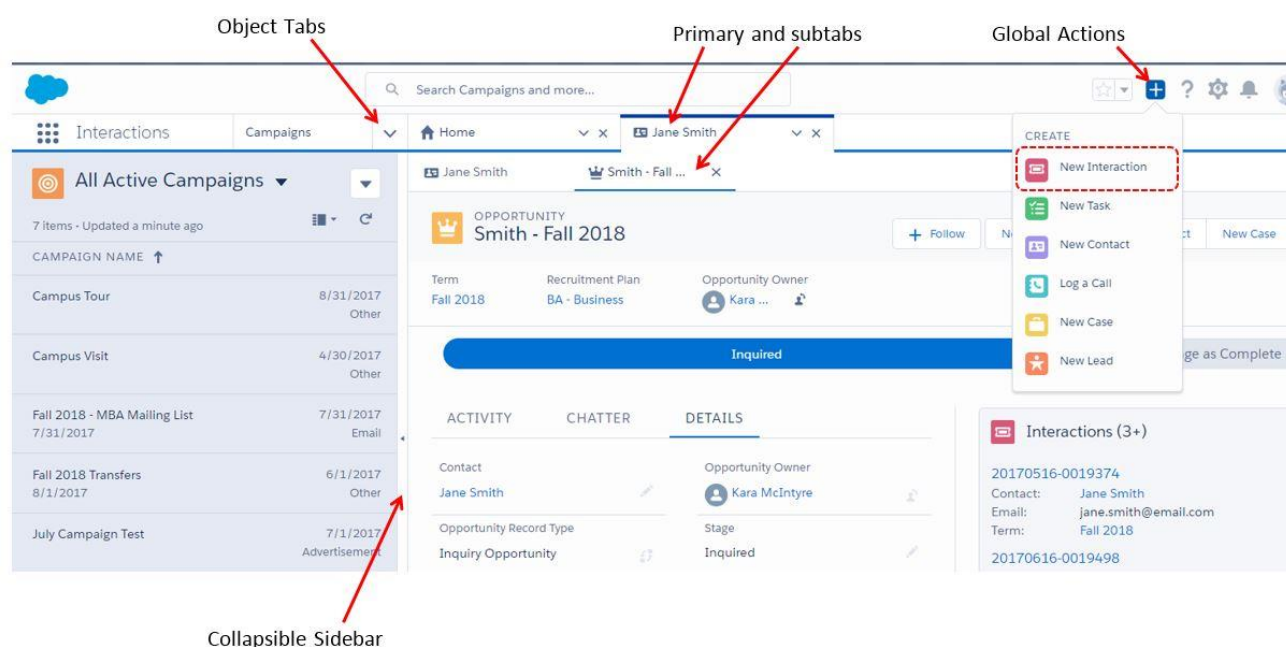 Object Tabs
Primary and subtabs
Global Actions
Search Campaigns and more...
Interactions
Campaigns
Home
Jane Smith
CREATE
New Interaction
New Task
New Contact
Log a Call
New Case
New Lead
All Active Campaigns
7 items - Updated a minute ago
CAMPAIGN NAME
Campus Tour 8/31/2017
Other
Campus Visit 4/30/2017
Other
Fall 2018 - MBA Mailing List 7/31/2017
7/31/2017 Email
Fall 2018 Transfers 6/1/2017
8/1/2017 Other
July Campaign Test 7/1/2017
Advertisement
Jane Smith
Smith - Fall ...
OPPORTUNITY
Smith - Fall 2018
+ Follow
New Case
Term Recruitment Plan Opportunity Owner
Fall 2018 BA - Business Kara ...
Inquired
as Complete
ACTIVITY CHATTER DETAILS
Contact Opportunity Owner
Jane Smith Kara McIntyre
Opportunity Record Type Stage
Inquiry Opportunity Inquired
Interactions (3+)
20170516-0019374
Contact: Jane Smith
Email: jane.smith@email.com
Term: Fall 2018
20170616-0019498
Collapsible Sidebar